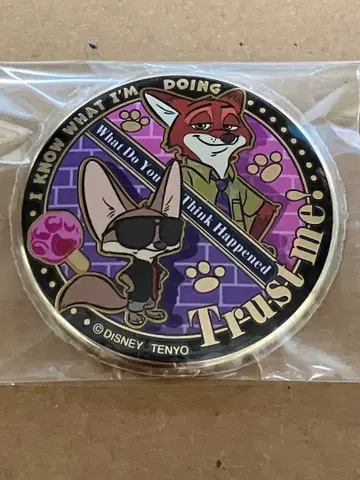 I KNOW WHAT I'M DOING
What Do You
Think Happened
Trust me!
©DISNEY TENYO